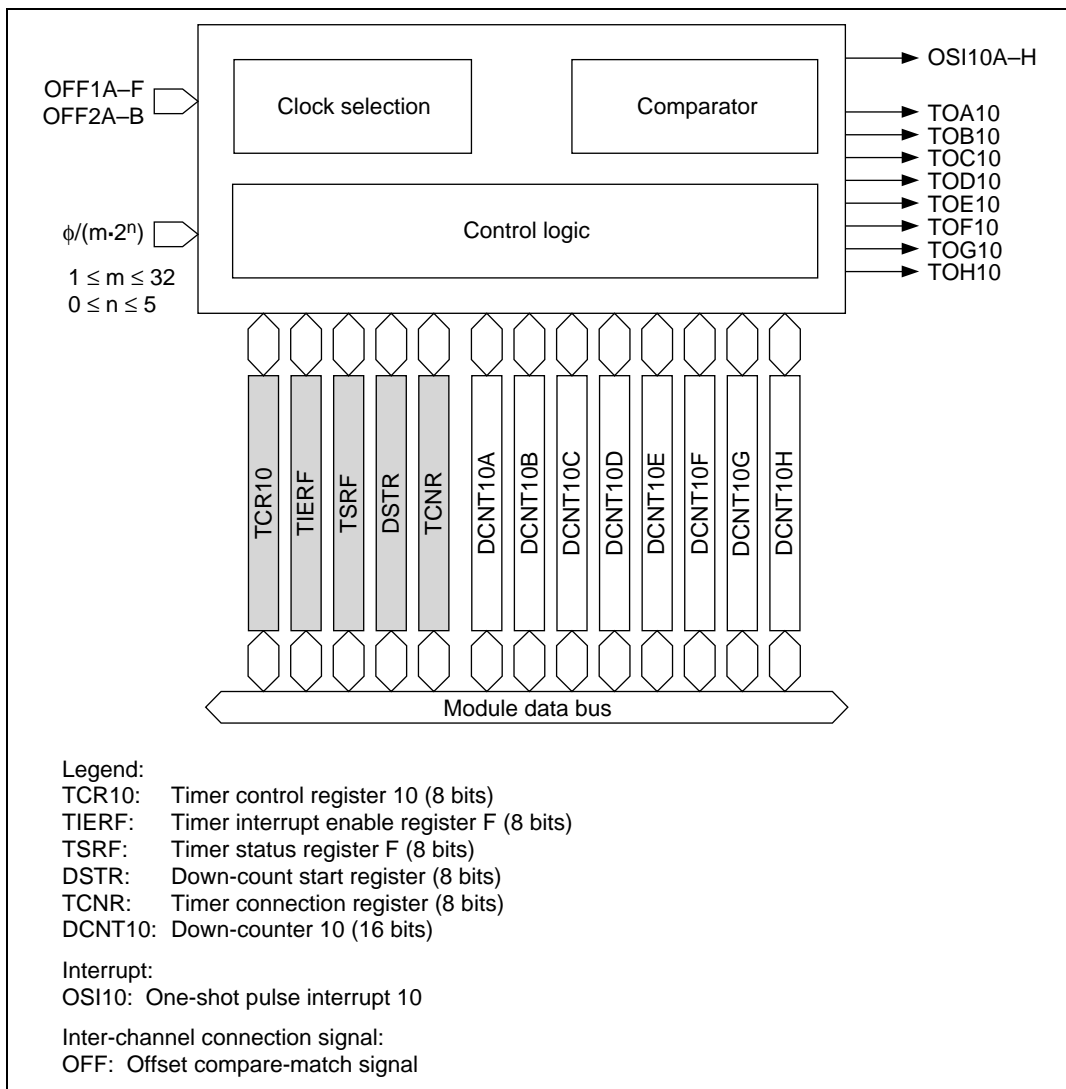 OFF1A–F
OFF2A–B
Clock selection
Comparator
OSI10A–H
TOA10
TOB10
TOC10
TOD10
TOE10
TOF10
TOG10
TOH10
ϕ/(m·2ⁿ)
1 ≤ m ≤ 32
0 ≤ n ≤ 5
Control logic
TCR10
TIERF
TSRF
DSTR
TCNR
DCNT10A
DCNT10B
DCNT10C
DCNT10D
DCNT10E
DCNT10F
DCNT10G
DCNT10H
Module data bus
Legend:
TCR10: Timer control register 10 (8 bits)
TIERF: Timer interrupt enable register F (8 bits)
TSRF: Timer status register F (8 bits)
DSTR: Down-count start register (8 bits)
TCNR: Timer connection register (8 bits)
DCNT10: Down-counter 10 (16 bits)
Interrupt:
OSI10: One-shot pulse interrupt 10
Inter-channel connection signal:
OFF: Offset compare-match signal